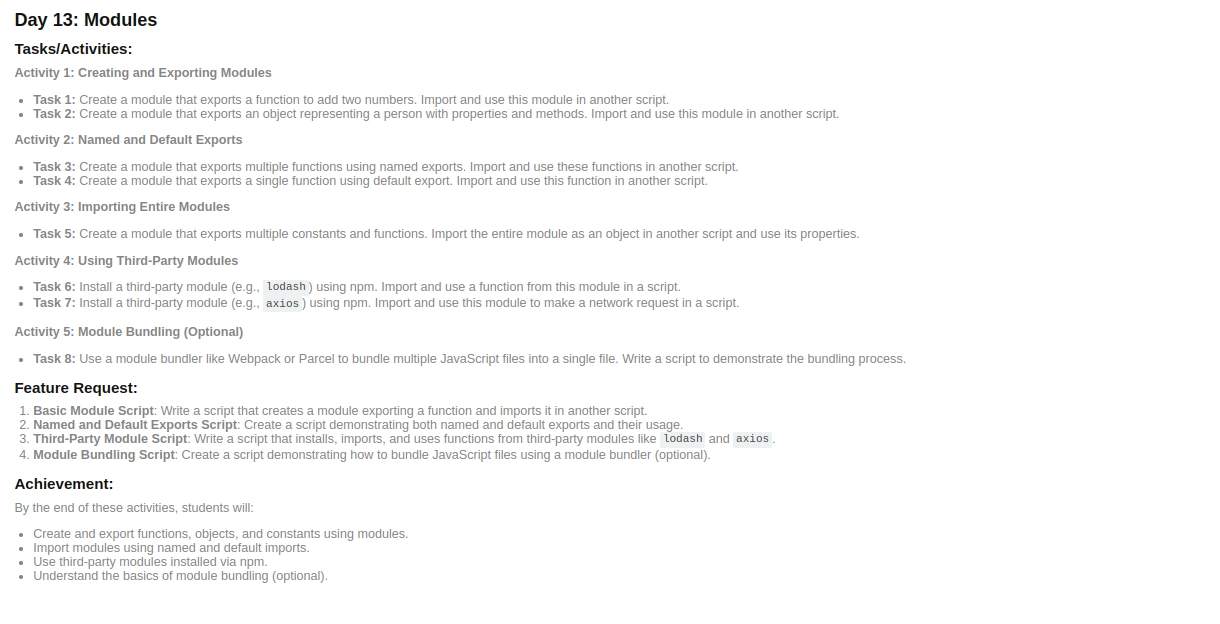 Day 13: Modules
Tasks/Activities:
Activity 1: Creating and Exporting Modules
• Task 1: Create a module that exports a function to add two numbers. Import and use this module in another script.
• Task 2: Create a module that exports an object representing a person with properties and methods. Import and use this module in another script.
Activity 2: Named and Default Exports
• Task 3: Create a module that exports multiple functions using named exports. Import and use these functions in another script.
• Task 4: Create a module that exports a single function using default export. Import and use this function in another script.
Activity 3: Importing Entire Modules
• Task 5: Create a module that exports multiple constants and functions. Import the entire module as an object in another script and use its properties.
Activity 4: Using Third-Party Modules
• Task 6: Install a third-party module (e.g., lodash) using npm. Import and use a function from this module in a script.
• Task 7: Install a third-party module (e.g., axios) using npm. Import and use this module to make a network request in a script.
Activity 5: Module Bundling (Optional)
• Task 8: Use a module bundler like Webpack or Parcel to bundle multiple JavaScript files into a single file. Write a script to demonstrate the bundling process.
Feature Request:
1. Basic Module Script: Write a script that creates a module exporting a function and imports it in another script.
2. Named and Default Exports Script: Create a script demonstrating both named and default exports and their usage.
3. Third-Party Module Script: Write a script that installs, imports, and uses functions from third-party modules like lodash and axios.
4. Module Bundling Script: Create a script demonstrating how to bundle JavaScript files using a module bundler (optional).
Achievement:
By the end of these activities, students will:
• Create and export functions, objects, and constants using modules.
• Import modules using named and default imports.
• Use third-party modules installed via npm.
• Understand the basics of module bundling (optional).